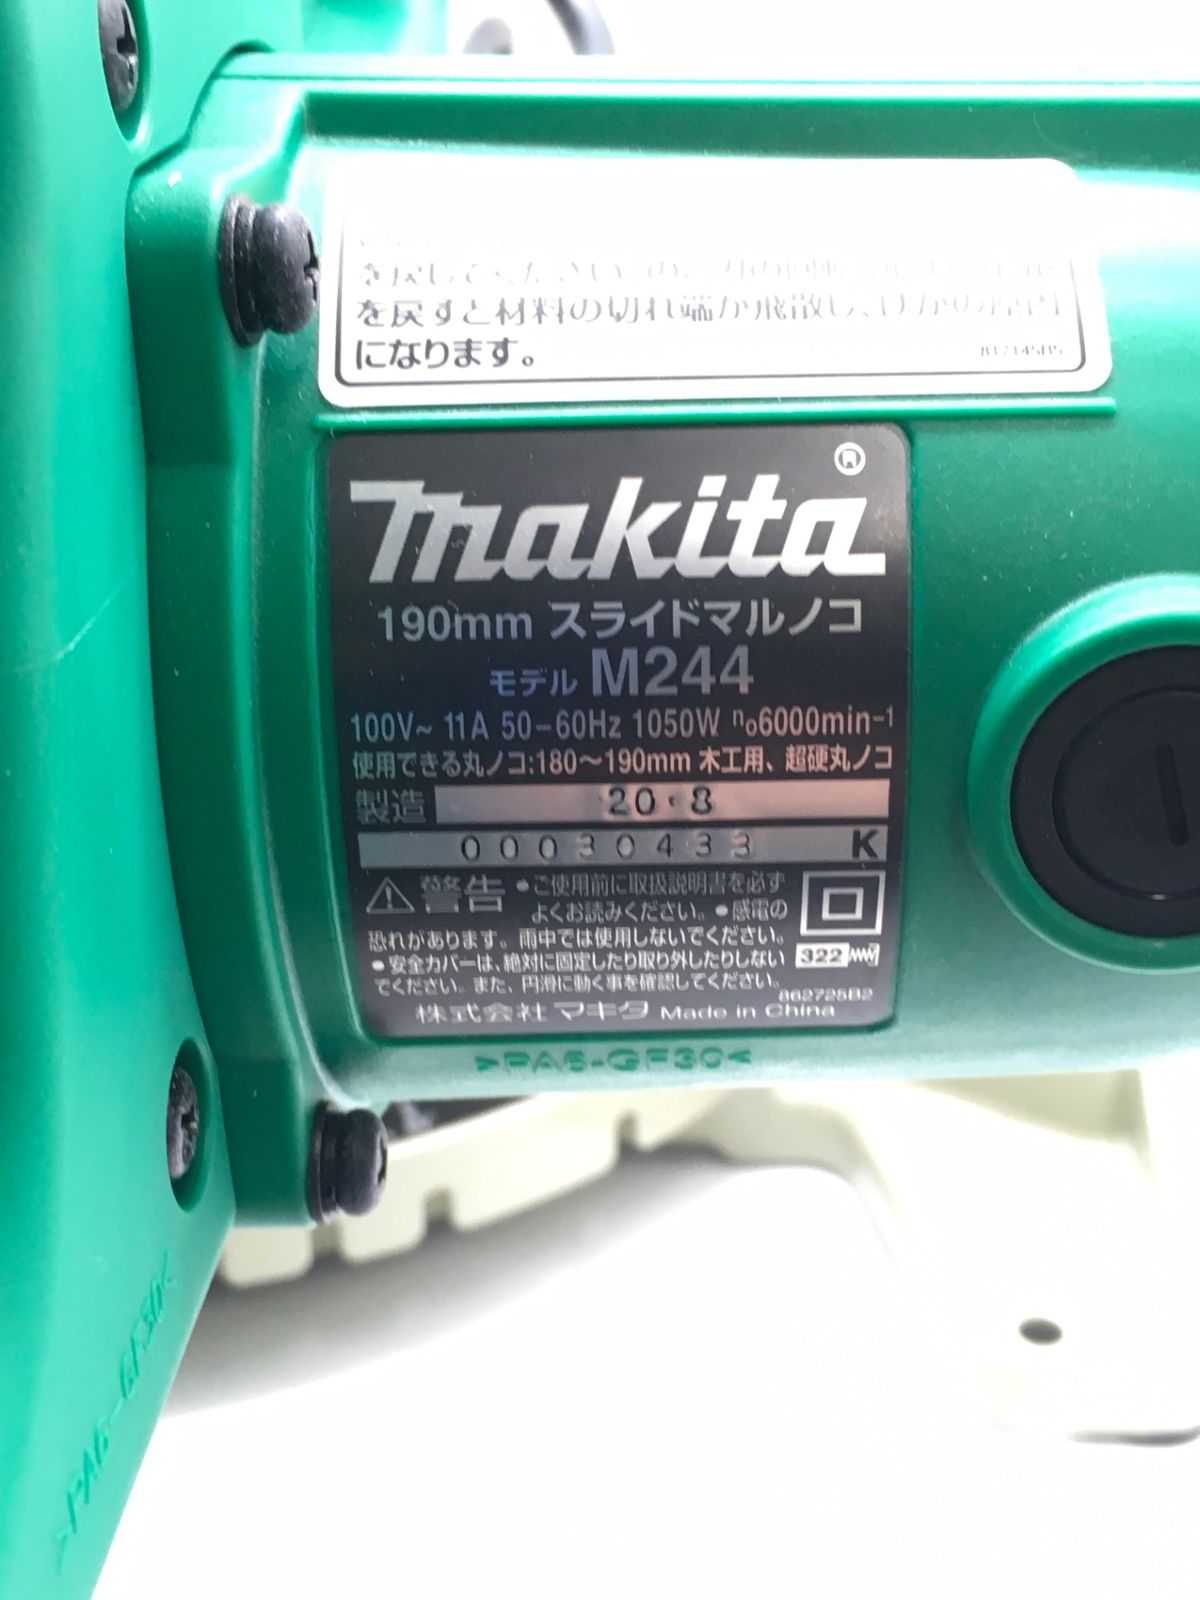 を戻すと材料の切れ端が飛散し、けがの原因
になります。
817145B5
makita®
190mm スライドマルノコ
モデル M244
100V~ 11A 50-60Hz 1050W n₀6000min⁻¹
使用できる丸ノコ:180〜190mm 木工用、超硬丸ノコ
製造 20・8
00030433 K
⚠警告 ●ご使用前に取扱説明書を必ず
よくお読みください。●感電の
恐れがあります。雨中では使用しないでください。
●安全カバーは、絶対に固定したり取り外したりしない
でください。また、円滑に動く事を確認してください。
322
862725B2
株式会社 マキタ Made in China
>PA6-GF30<
>PA6-GF30<